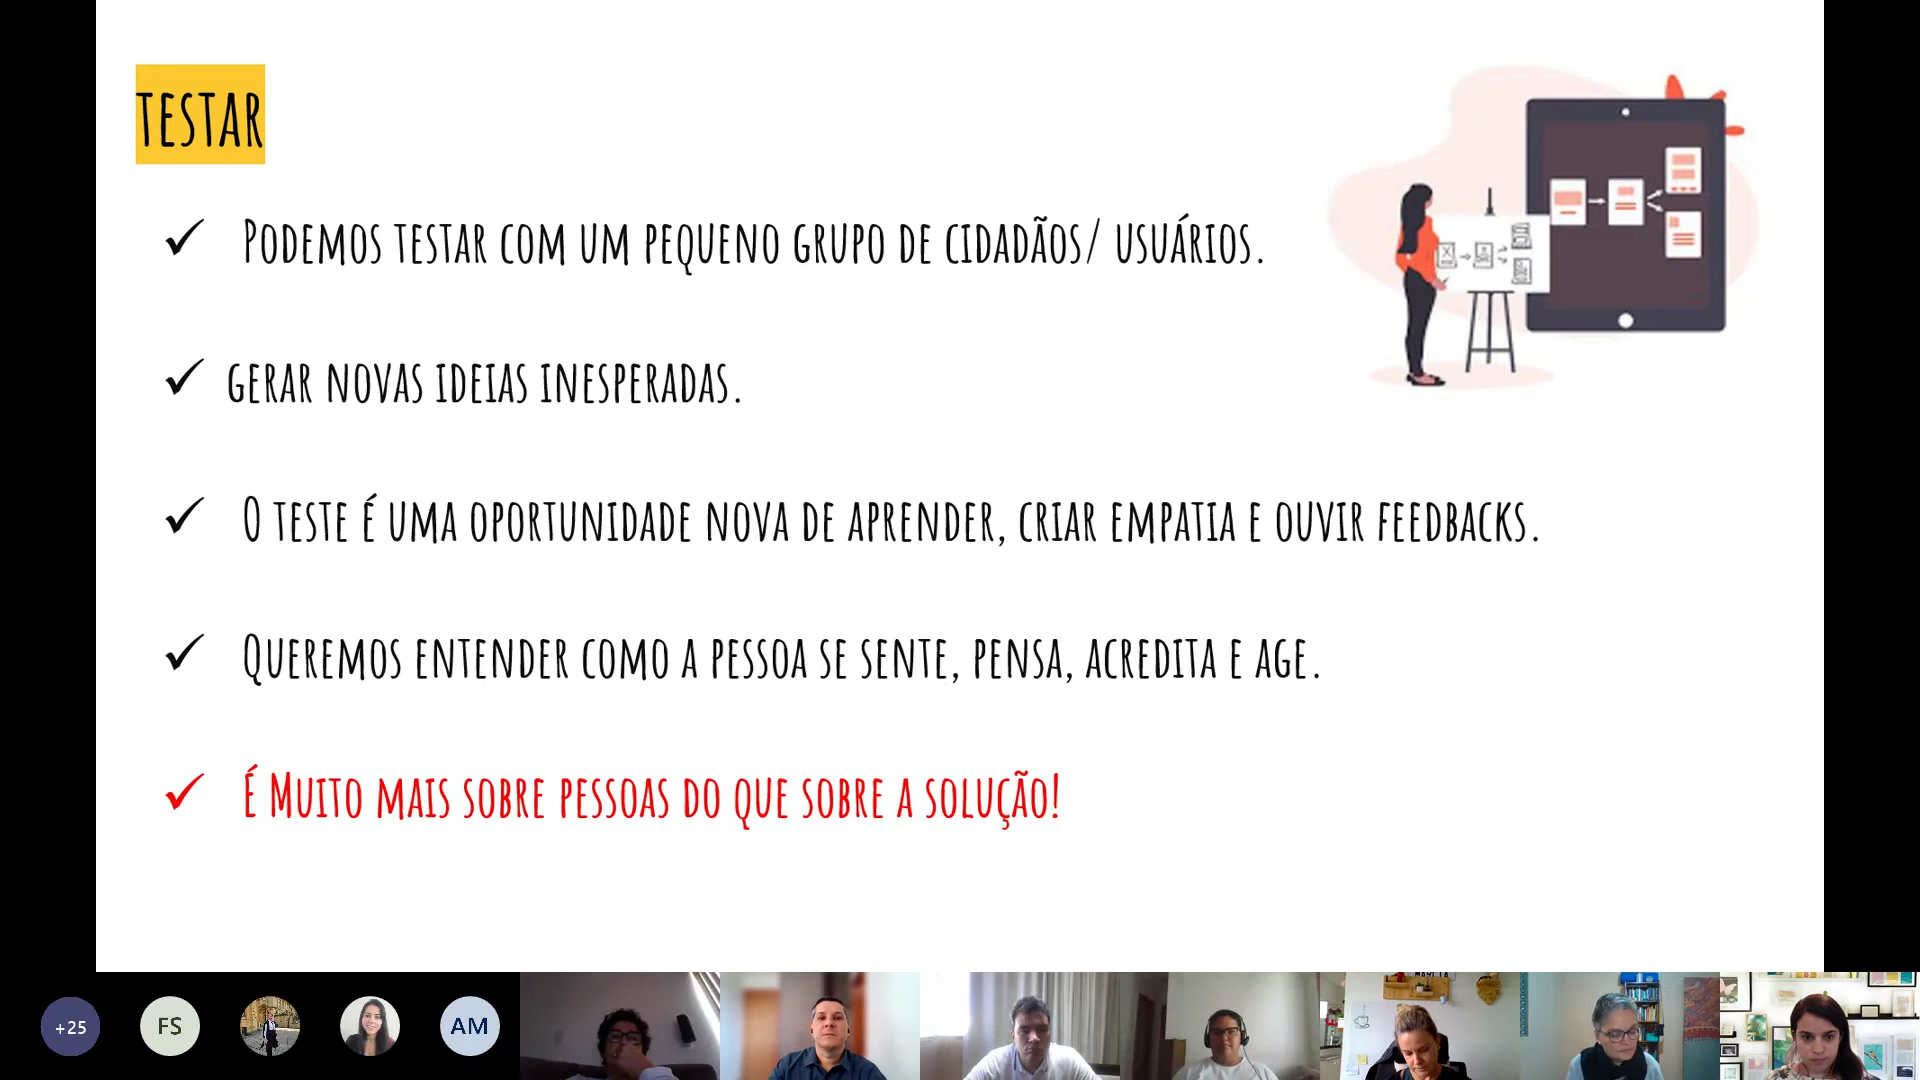 TESTAR
✓ PODEMOS TESTAR COM UM PEQUENO GRUPO DE CIDADÃOS/ USUÁRIOS.
✓ GERAR NOVAS IDEIAS INESPERADAS.
✓ O TESTE É UMA OPORTUNIDADE NOVA DE APRENDER, CRIAR EMPATIA E OUVIR FEEDBACKS.
✓ QUEREMOS ENTENDER COMO A PESSOA SE SENTE, PENSA, ACREDITA E AGE.
✓ É MUITO MAIS SOBRE PESSOAS DO QUE SOBRE A SOLUÇÃO!
+25
FS
AM